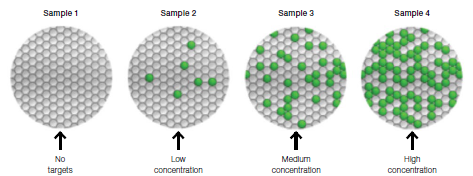 Sample 1
Sample 2
Sample 3
Sample 4
No
targets
Low
concentration
Medium
concentration
High
concentration